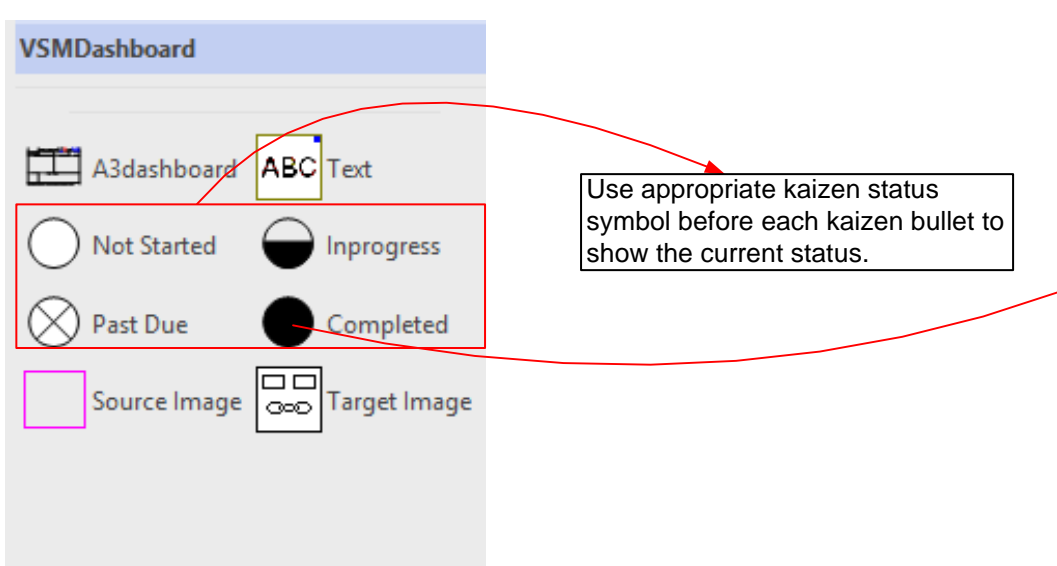 VSMDashboard
A3dashboard ABC Text
Use appropriate kaizen status
symbol before each kaizen bullet to
show the current status.
Not Started Inprogress
Past Due Completed
Source Image Target Image